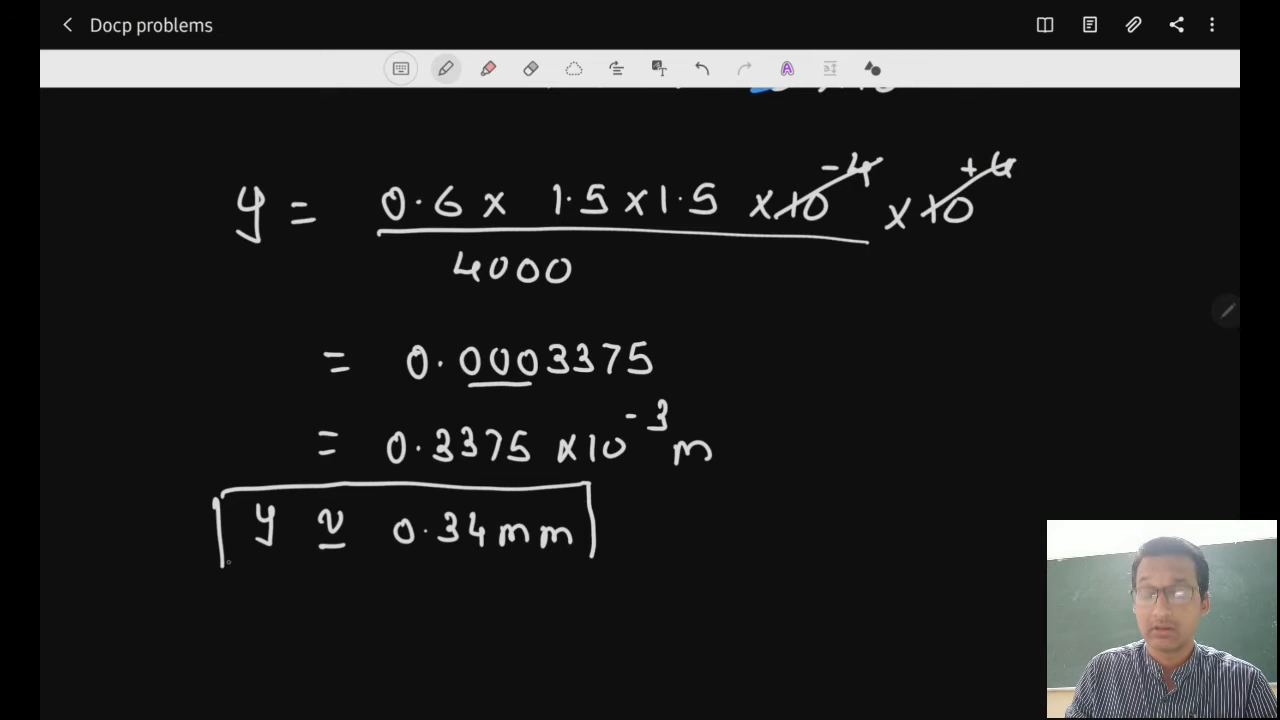 Docp problems
y = 0.6 x 1.5 x 1.5 x 10^-4 / 4000 x 10^+4
= 0.0003375
= 0.3375 x 10^-3 m
y ≃ 0.34 mm